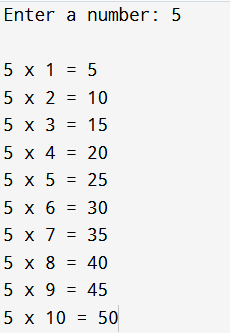 Enter a number: 5
5 x 1 = 5
5 x 2 = 10
5 x 3 = 15
5 x 4 = 20
5 x 5 = 25
5 x 6 = 30
5 x 7 = 35
5 x 8 = 40
5 x 9 = 45
5 x 10 = 50